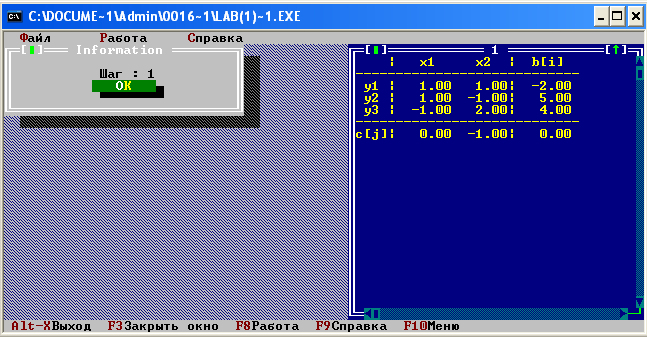 C:\DOCUME~1\Admin\0016~1\LAB(1)~1.EXE
Файл Работа Справка
Information
Шаг : 1
OK
1
x1 x2 b[i]
y1 1.00 1.00 -2.00
y2 1.00 -1.00 5.00
y3 -1.00 2.00 4.00
c[j] 0.00 -1.00 0.00
Alt-X Выход F3 Закрыть окно F8 Работа F9 Справка F10 Меню